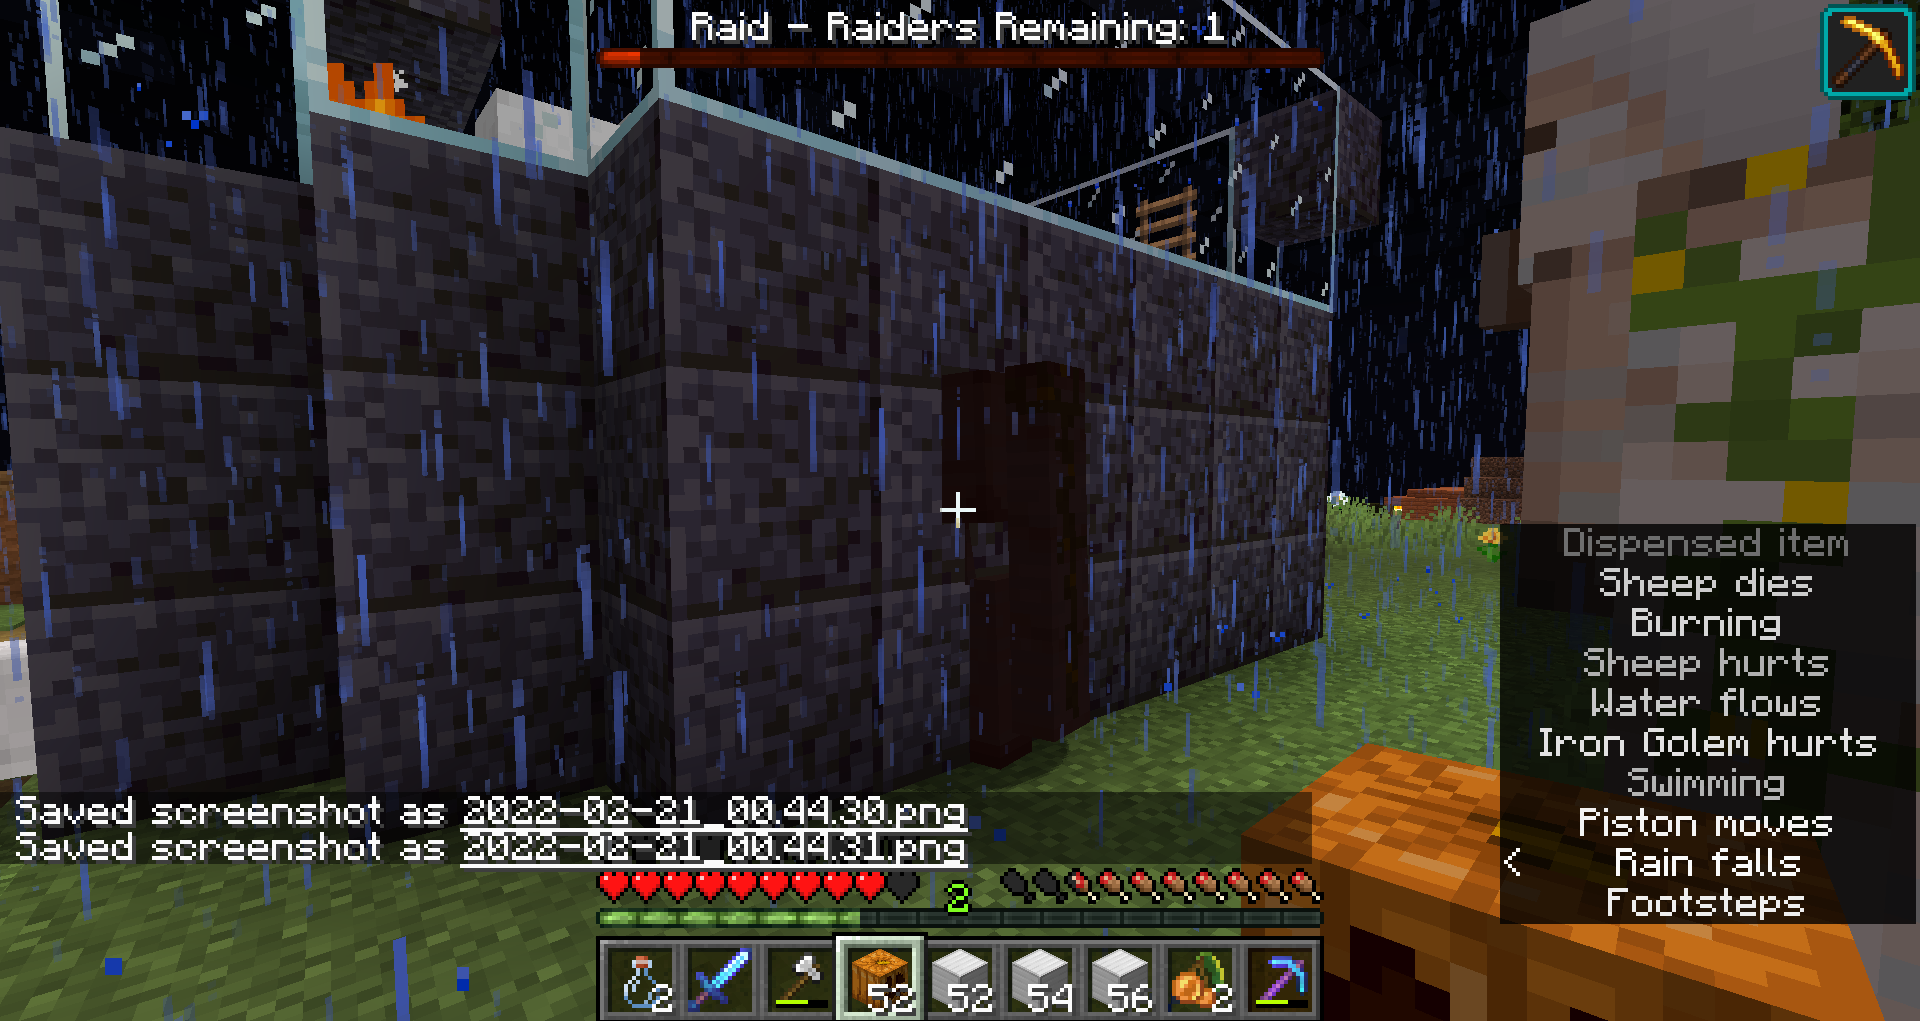 Raid - Raiders Remaining: 1
Dispensed item
Sheep dies
Burning
Sheep hurts
Water flows
Iron Golem hurts
Swimming
Piston moves
< Rain falls
Footsteps
Saved screenshot as 2022-02-21_00.44.30.png
Saved screenshot as 2022-02-21_00.44.31.png
2
2 52 52 54 56 2